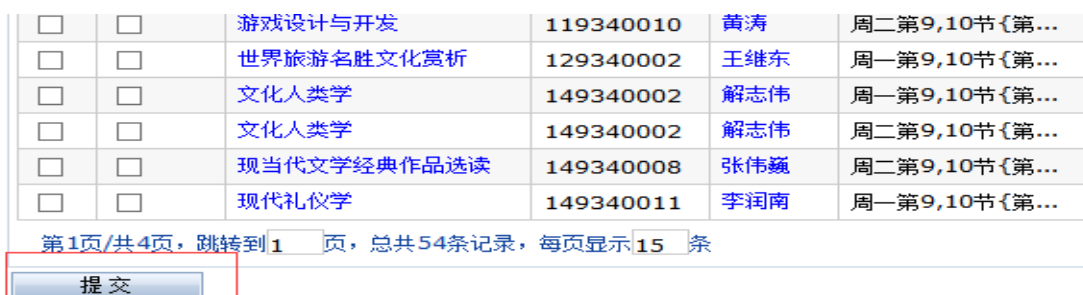 游戏设计与开发 119340010 黄涛 周二第9,10节{第...
世界旅游名胜文化赏析 129340002 王继东 周一第9,10节{第...
文化人类学 149340002 解志伟 周一第9,10节{第...
文化人类学 149340002 解志伟 周二第9,10节{第...
现当代文学经典作品选读 149340008 张伟巍 周二第9,10节{第...
现代礼仪学 149340011 李润南 周一第9,10节{第...
第1页/共4页，跳转到1 页，总共54条记录，每页显示15 条
提交